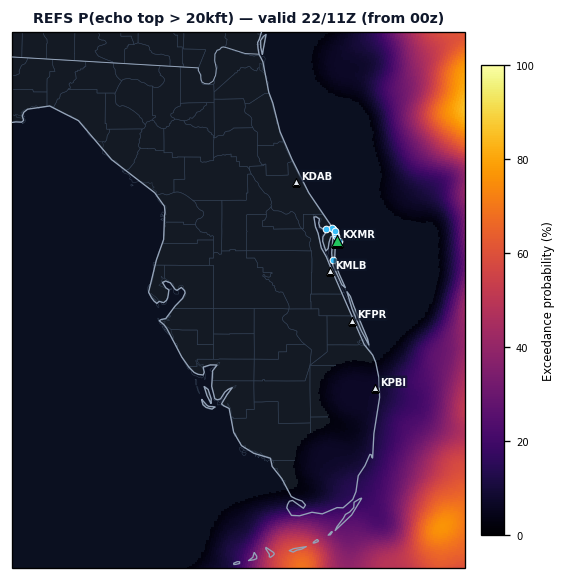 REFS P(echo top > 20kft) — valid 22/11Z (from 00z)
KDAB
KXMR
KMLB
KFPR
KPBI
100
80
60
40
20
0
Exceedance probability (%)